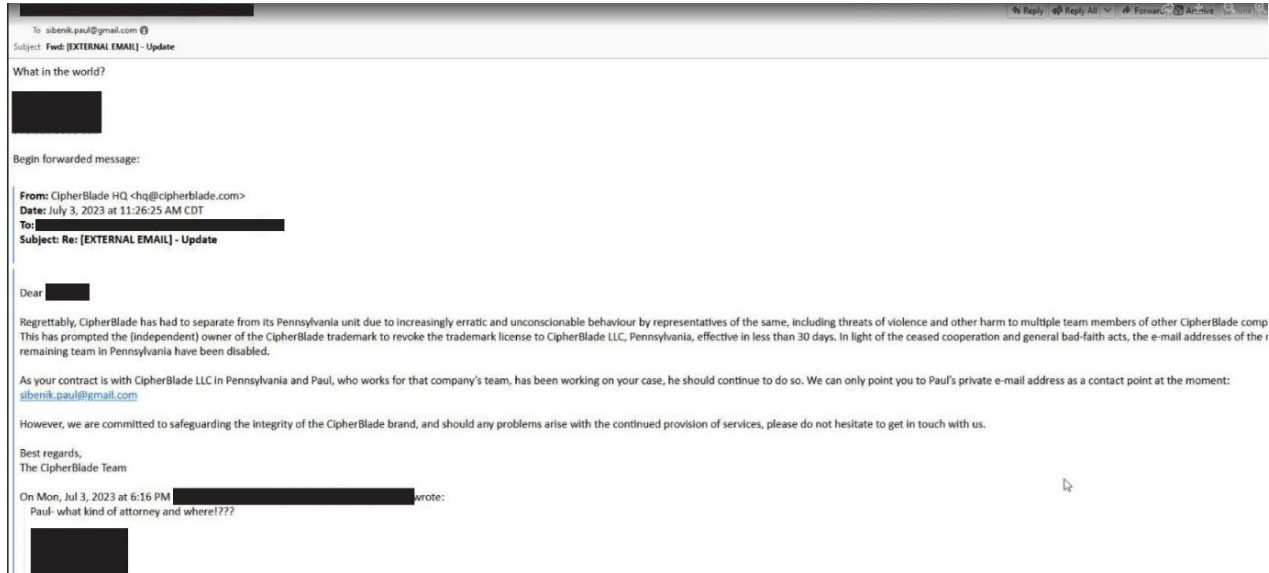 Reply Reply All Forward Archive
To sibenik.paul@gmail.com
Subject Fwd: [EXTERNAL EMAIL] - Update
What in the world?
Begin forwarded message:
From: CipherBlade HQ <hq@cipherblade.com>
Date: July 3, 2023 at 11:26:25 AM CDT
To:
Subject: Re: [EXTERNAL EMAIL] - Update
Dear
Regrettably, CipherBlade has had to separate from its Pennsylvania unit due to increasingly erratic and unconscionable behaviour by representatives of the same, including threats of violence and other harm to multiple team members of other CipherBlade comp
This has prompted the (independent) owner of the CipherBlade trademark to revoke the trademark license to CipherBlade LLC, Pennsylvania, effective in less than 30 days. In light of the ceased cooperation and general bad-faith acts, the e-mail addresses of the
remaining team in Pennsylvania have been disabled.
As your contract is with CipherBlade LLC in Pennsylvania and Paul, who works for that company's team, has been working on your case, he should continue to do so. We can only point you to Paul's private e-mail address as a contact point at the moment:
sibenik.paul@gmail.com
However, we are committed to safeguarding the integrity of the CipherBlade brand, and should any problems arise with the continued provision of services, please do not hesitate to get in touch with us.
Best regards,
The CipherBlade Team
On Mon, Jul 3, 2023 at 6:16 PM wrote:
Paul- what kind of attorney and where!???